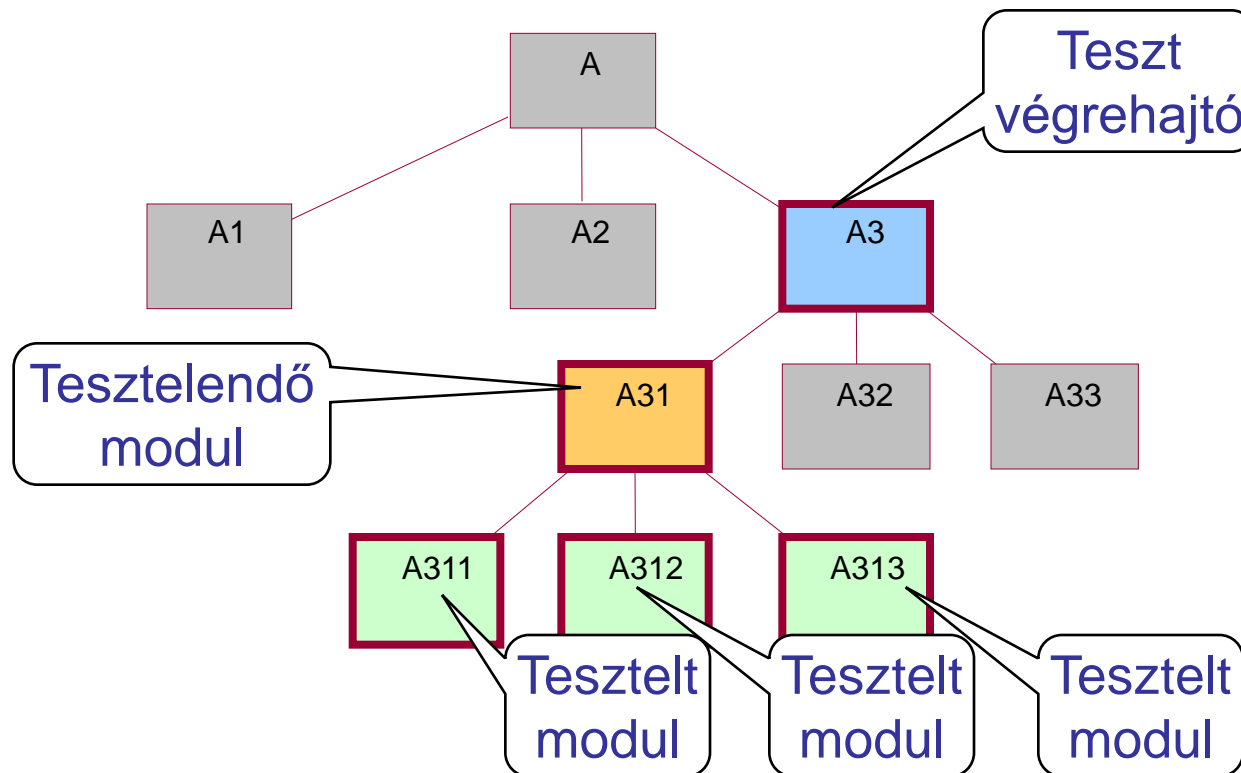 A
Teszt
végrehajtó
A1
A2
A3
Tesztelendő
modul
A31
A32
A33
A311
A312
A313
Tesztelt
modul
Tesztelt
modul
Tesztelt
modul